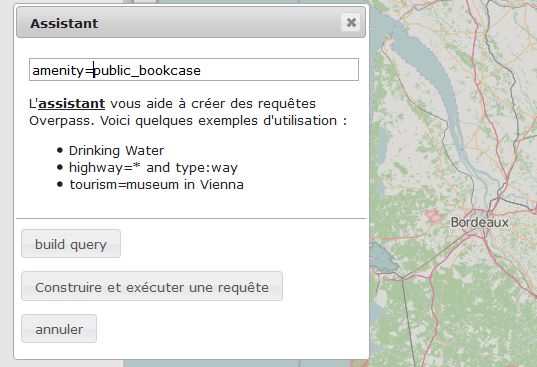 Assistant
amenity=public_bookcase
L'assistant vous aide à créer des requêtes
Overpass. Voici quelques exemples d'utilisation :
Drinking Water
highway=* and type:way
tourism=museum in Vienna
build query
Construire et exécuter une requête
annuler
Bordeaux